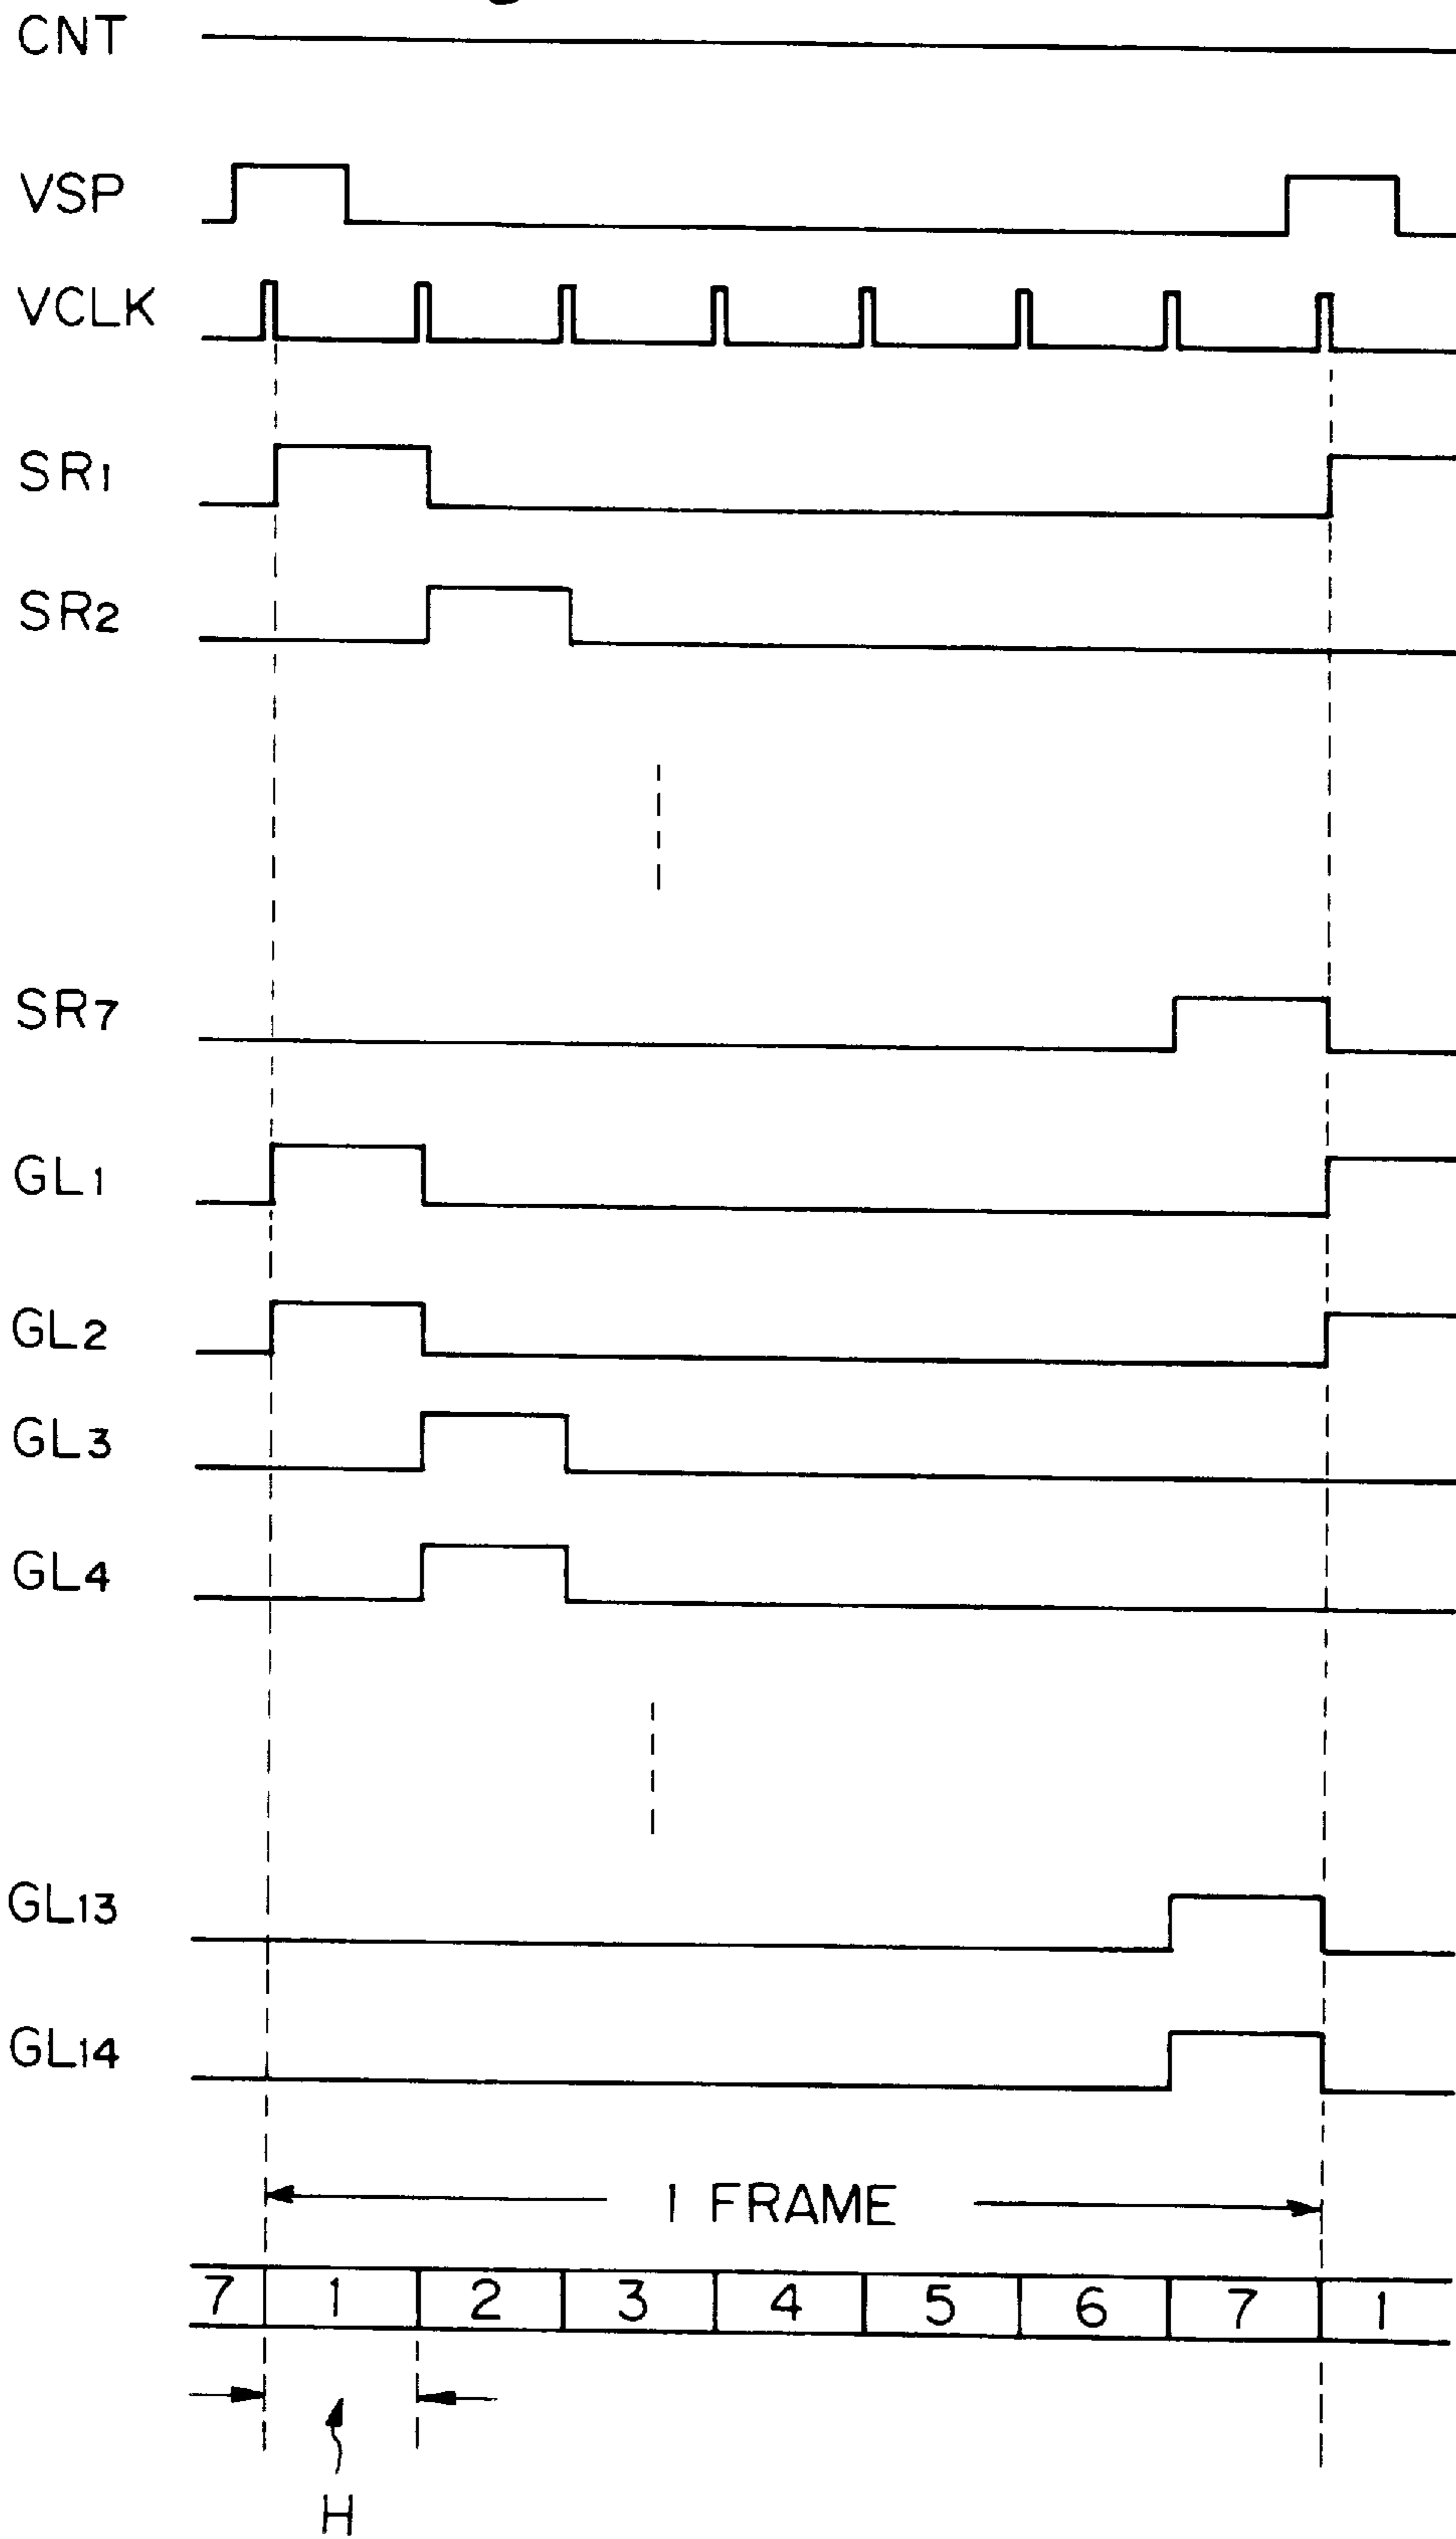 CNT
VSP
VCLK
SR1
SR2
SR7
GL1
GL2
GL3
GL4
GL13
GL14
1 FRAME
7 1 2 3 4 5 6 7 1
H